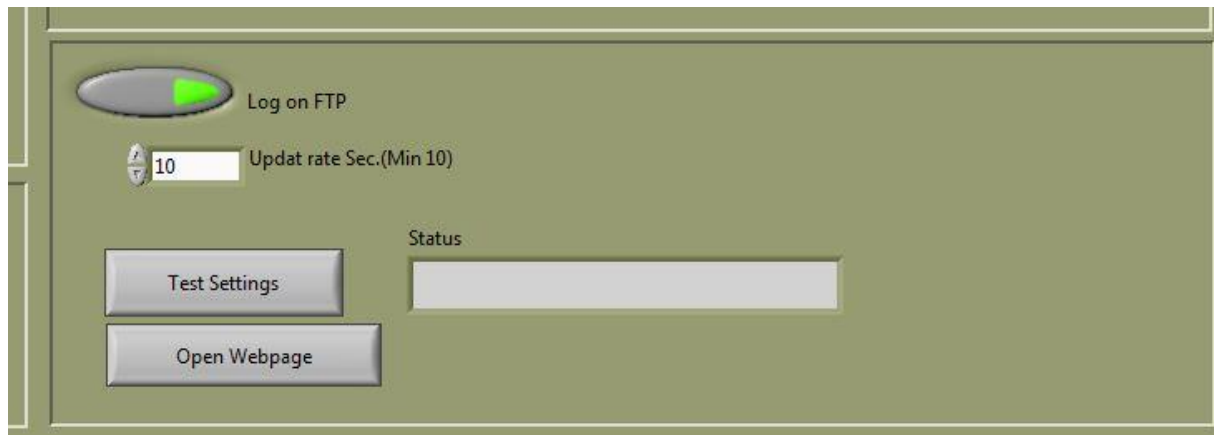 Log on FTP
10
Updat rate Sec.(Min 10)
Status
Test Settings
Open Webpage